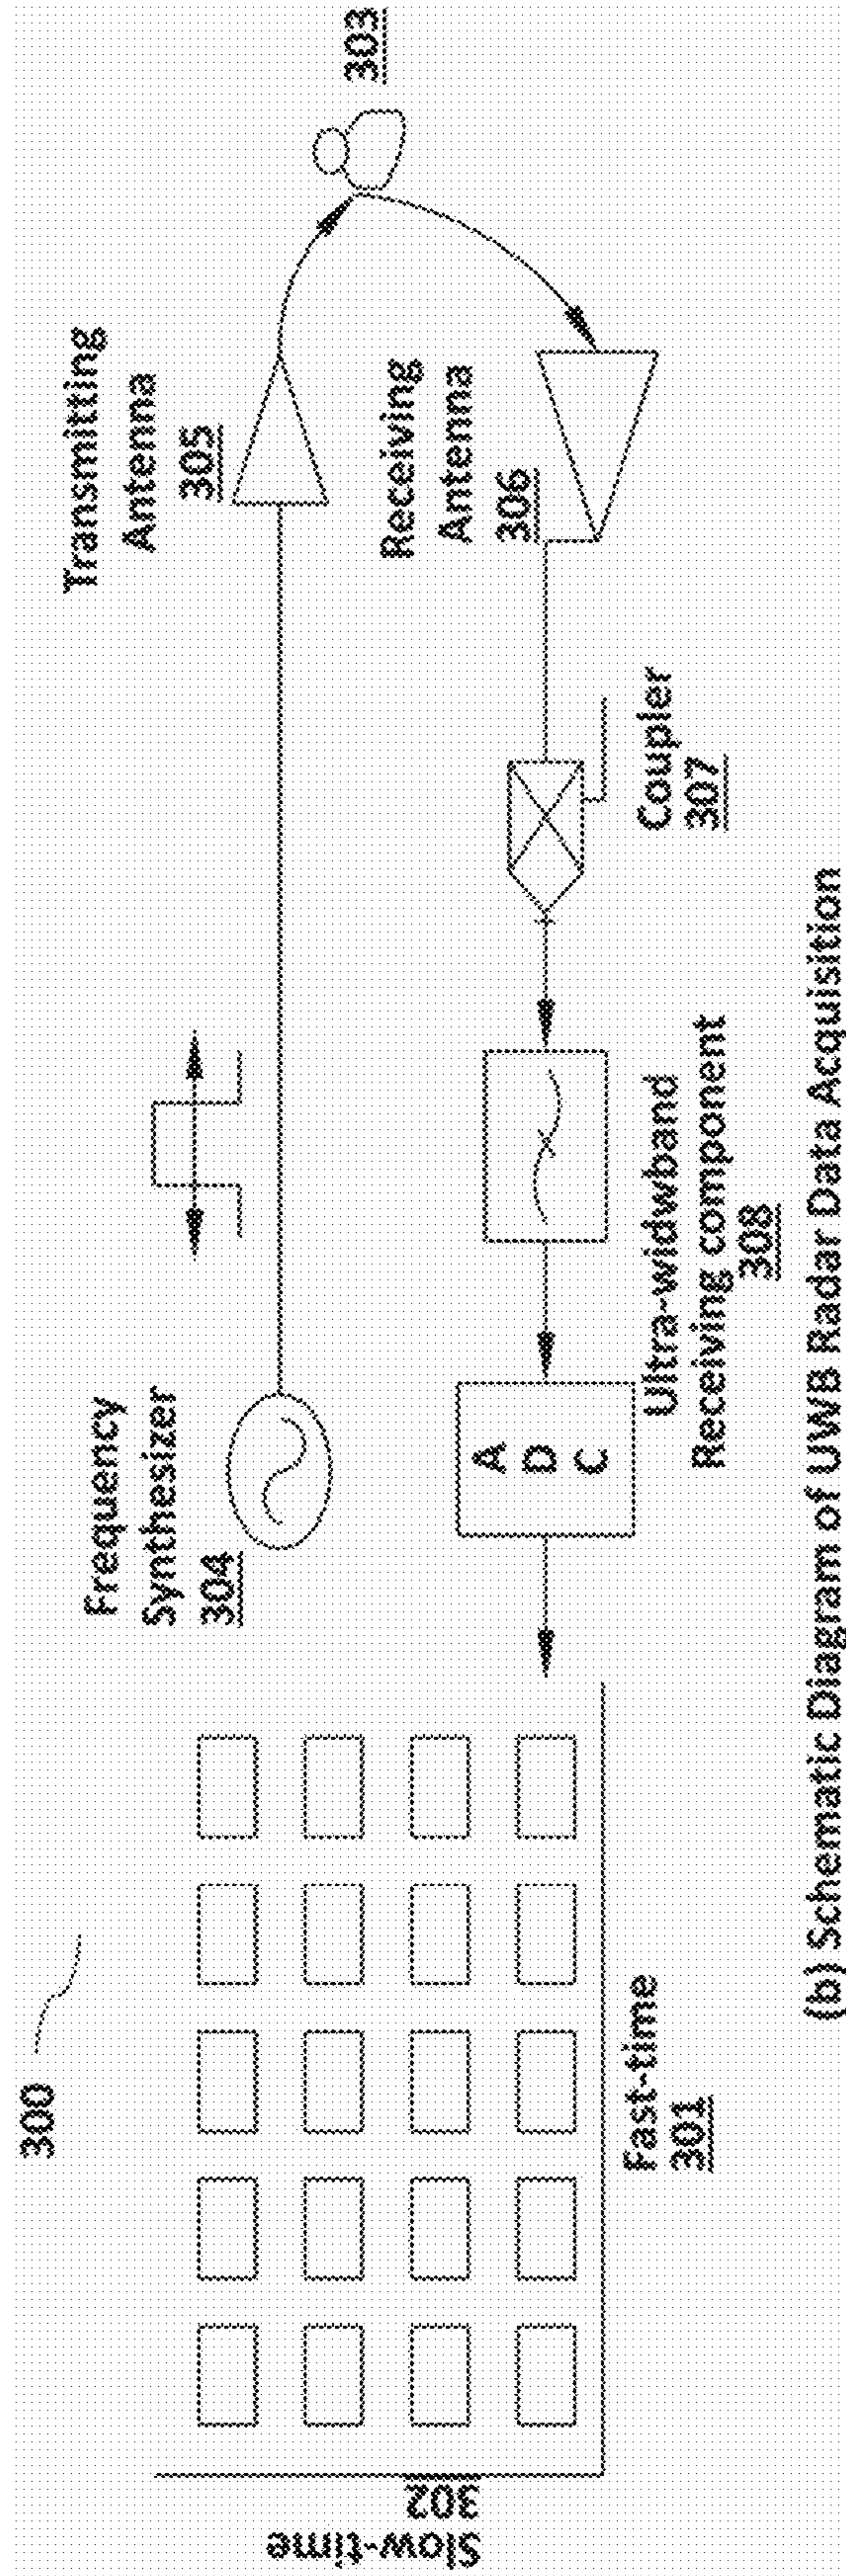 300
Slow-time
302
Fast-time
301
Frequency
Synthesizer
304
Transmitting
Antenna
305
303
Receiving
Antenna
306
Coupler
307
Ultra-widwband
Receiving component
308
A
D
C
(b) Schematic Diagram of UWB Radar Data Acquisition